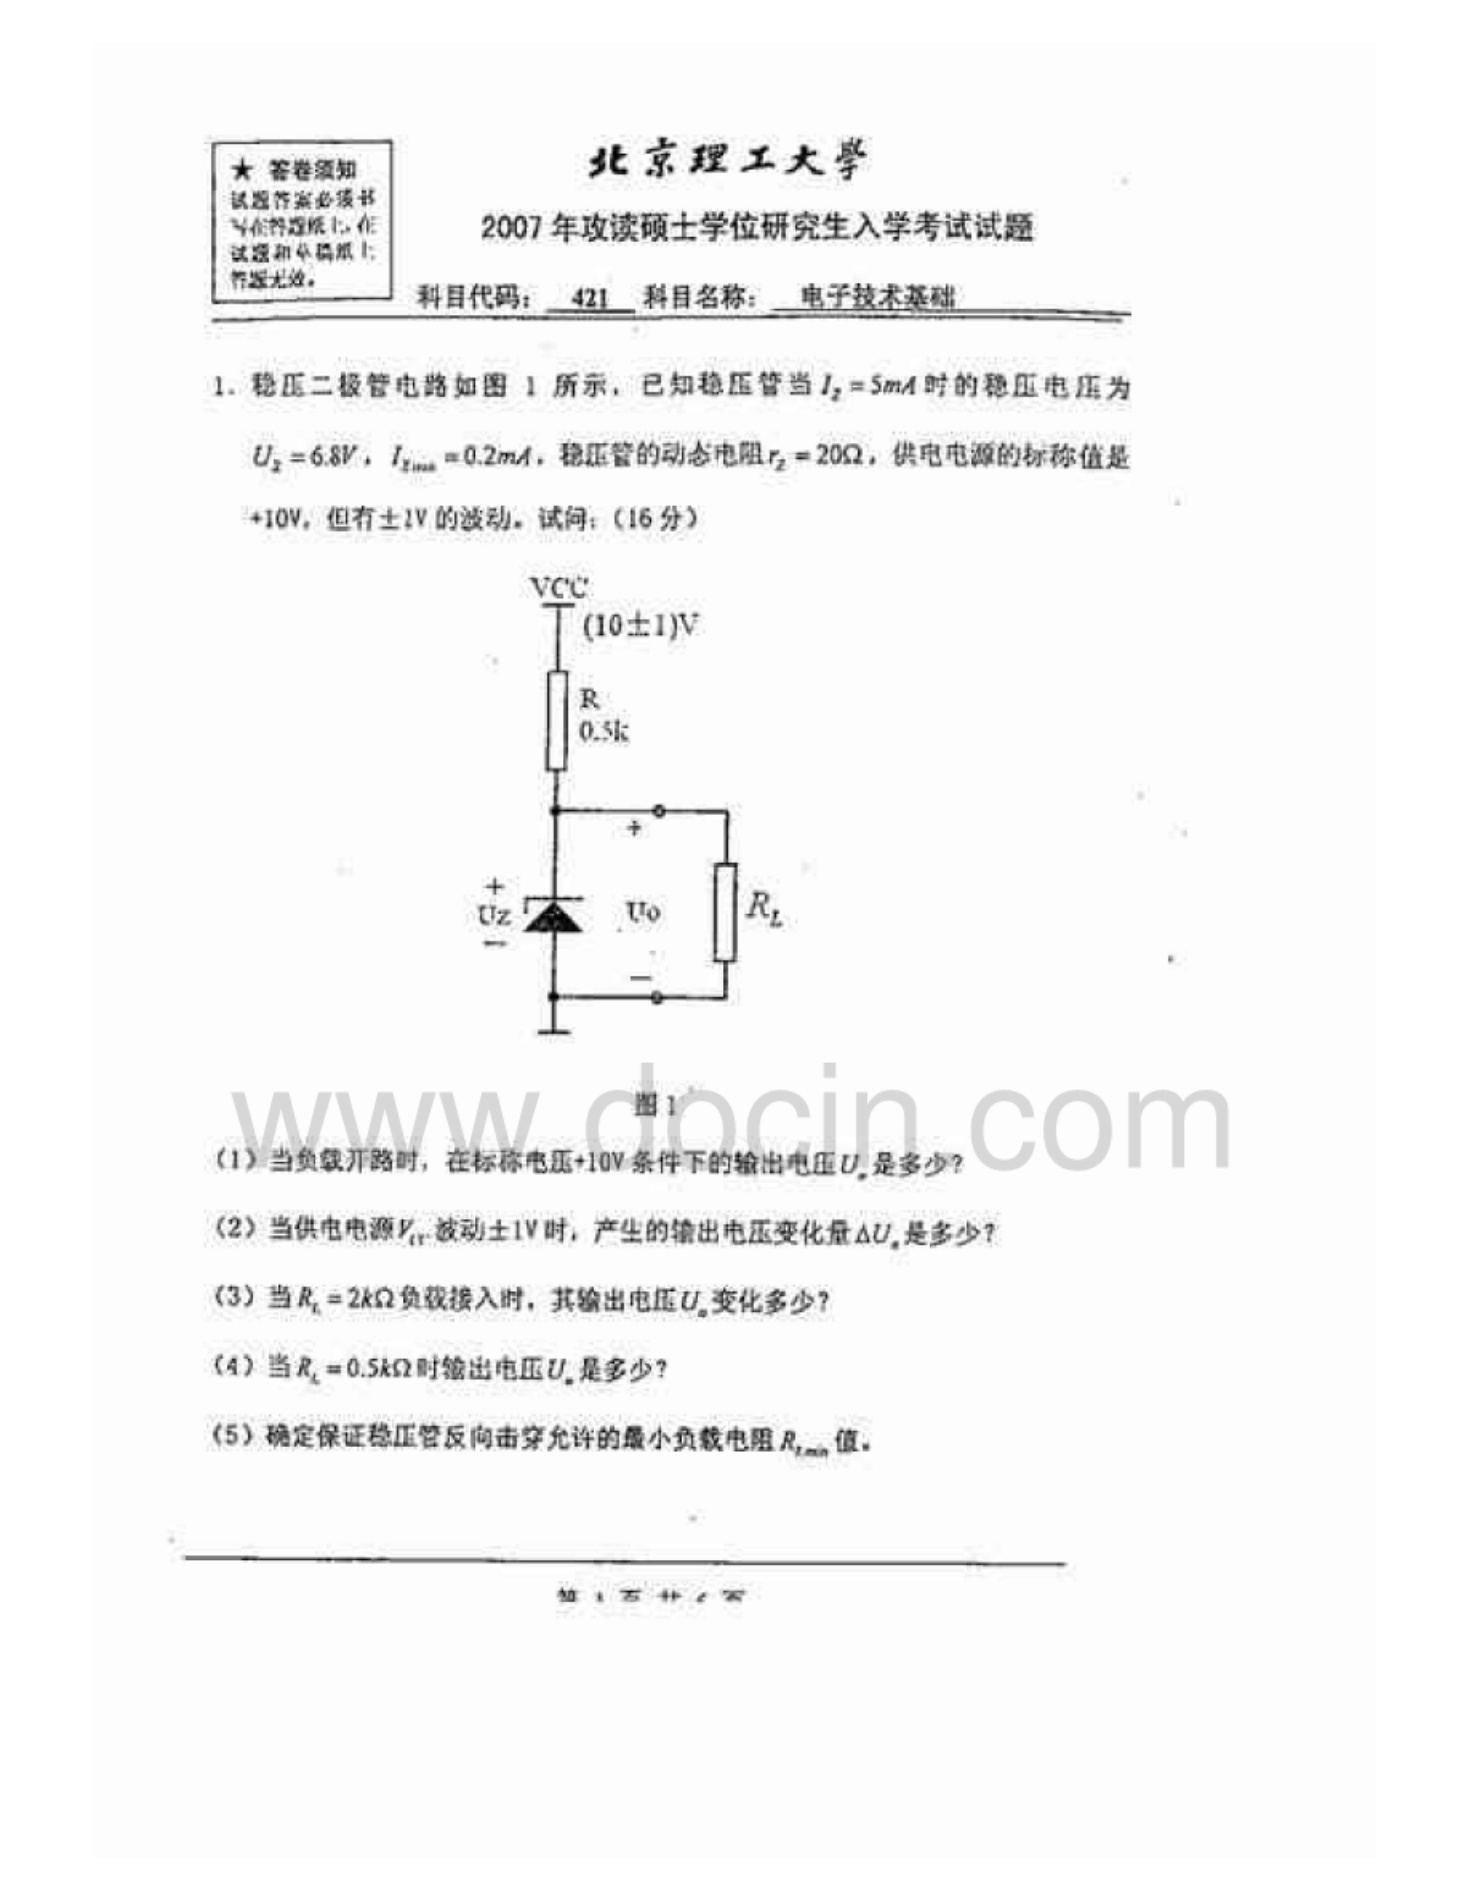 北京理工大學
★ 答卷须知
试题答案必须书
写在答题纸上，在
试题和草稿纸上
答题无效。
2007 年攻读硕士学位研究生入学考试试题
科目代码： 421 科目名称： 电子技术基础
1. 稳压二极管电路如图 1 所示，已知稳压管当 I_Z = 5mA 时的稳压电压为
U_Z = 6.8V，I_Zmin = 0.2mA，稳压管的动态电阻 r_Z = 20Ω，供电电源的标称值是
+10V，但有±1V 的波动。试问：（16 分）
VCC
(10±1)V
R
0.5k
+
+
Uz
Uo
R_L
−
−
图 1
www.docin.com
（1）当负载开路时，在标称电压+10V 条件下的输出电压 U_o 是多少？
（2）当供电电源 V_CC 波动±1V 时，产生的输出电压变化量 ΔU_o 是多少？
（3）当 R_L = 2kΩ 负载接入时，其输出电压 U_o 变化多少？
（4）当 R_L = 0.5kΩ 时输出电压 U_o 是多少？
（5）确定保证稳压管反向击穿允许的最小负载电阻 R_Lmin 值。